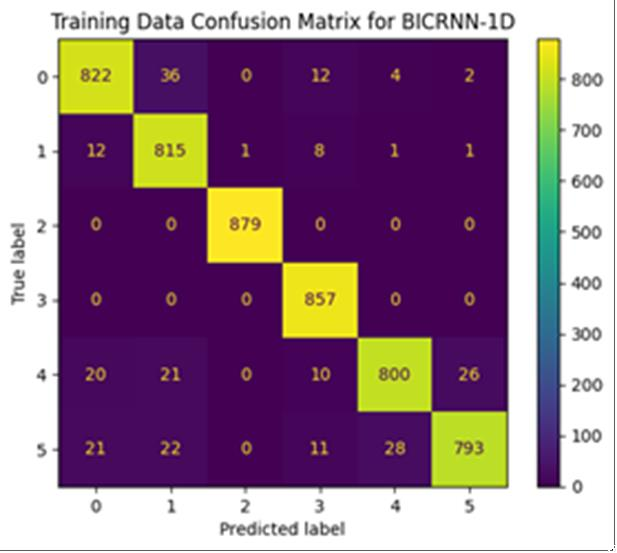 Training Data Confusion Matrix for BICRNN-1D
0 822 36 0 12 4 2
1 12 815 1 8 1 1
2 0 0 879 0 0 0
3 0 0 0 857 0 0
4 20 21 0 10 800 26
5 21 22 0 11 28 793
0 1 2 3 4 5
Predicted label
True label
800
700
600
500
400
300
200
100
0